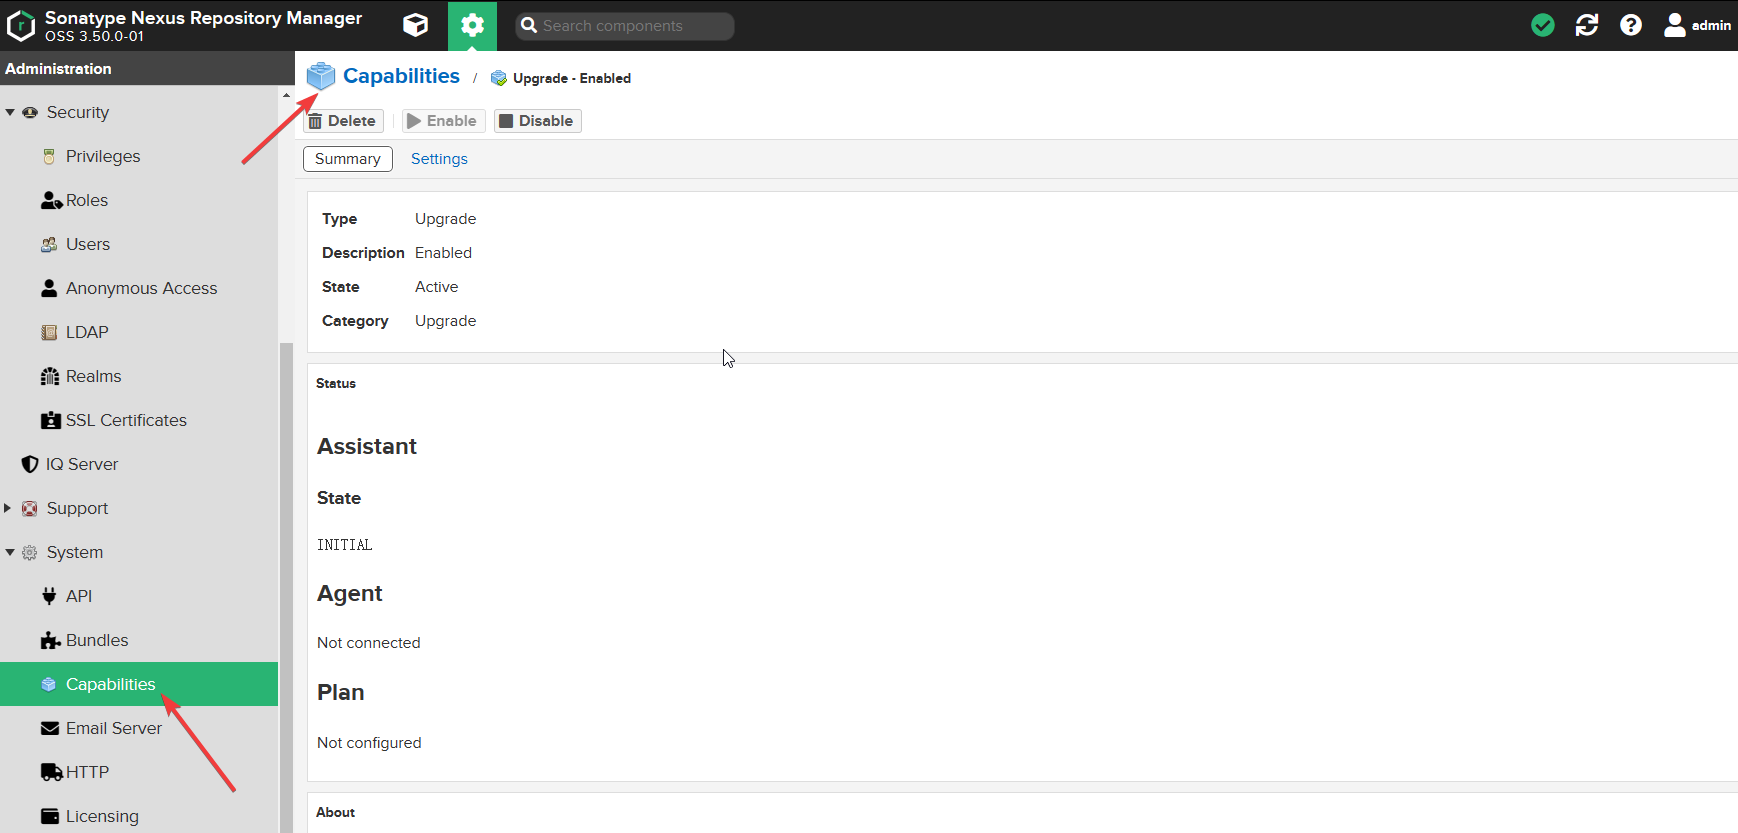 Sonatype Nexus Repository Manager
OSS 3.50.0-01
Search components
admin
Administration
Security
Privileges
Roles
Users
Anonymous Access
LDAP
Realms
SSL Certificates
IQ Server
Support
System
API
Bundles
Capabilities
Email Server
HTTP
Licensing
Capabilities / Upgrade - Enabled
Delete Enable Disable
Summary Settings
Type Upgrade
Description Enabled
State Active
Category Upgrade
Status
Assistant
State
INITIAL
Agent
Not connected
Plan
Not configured
About